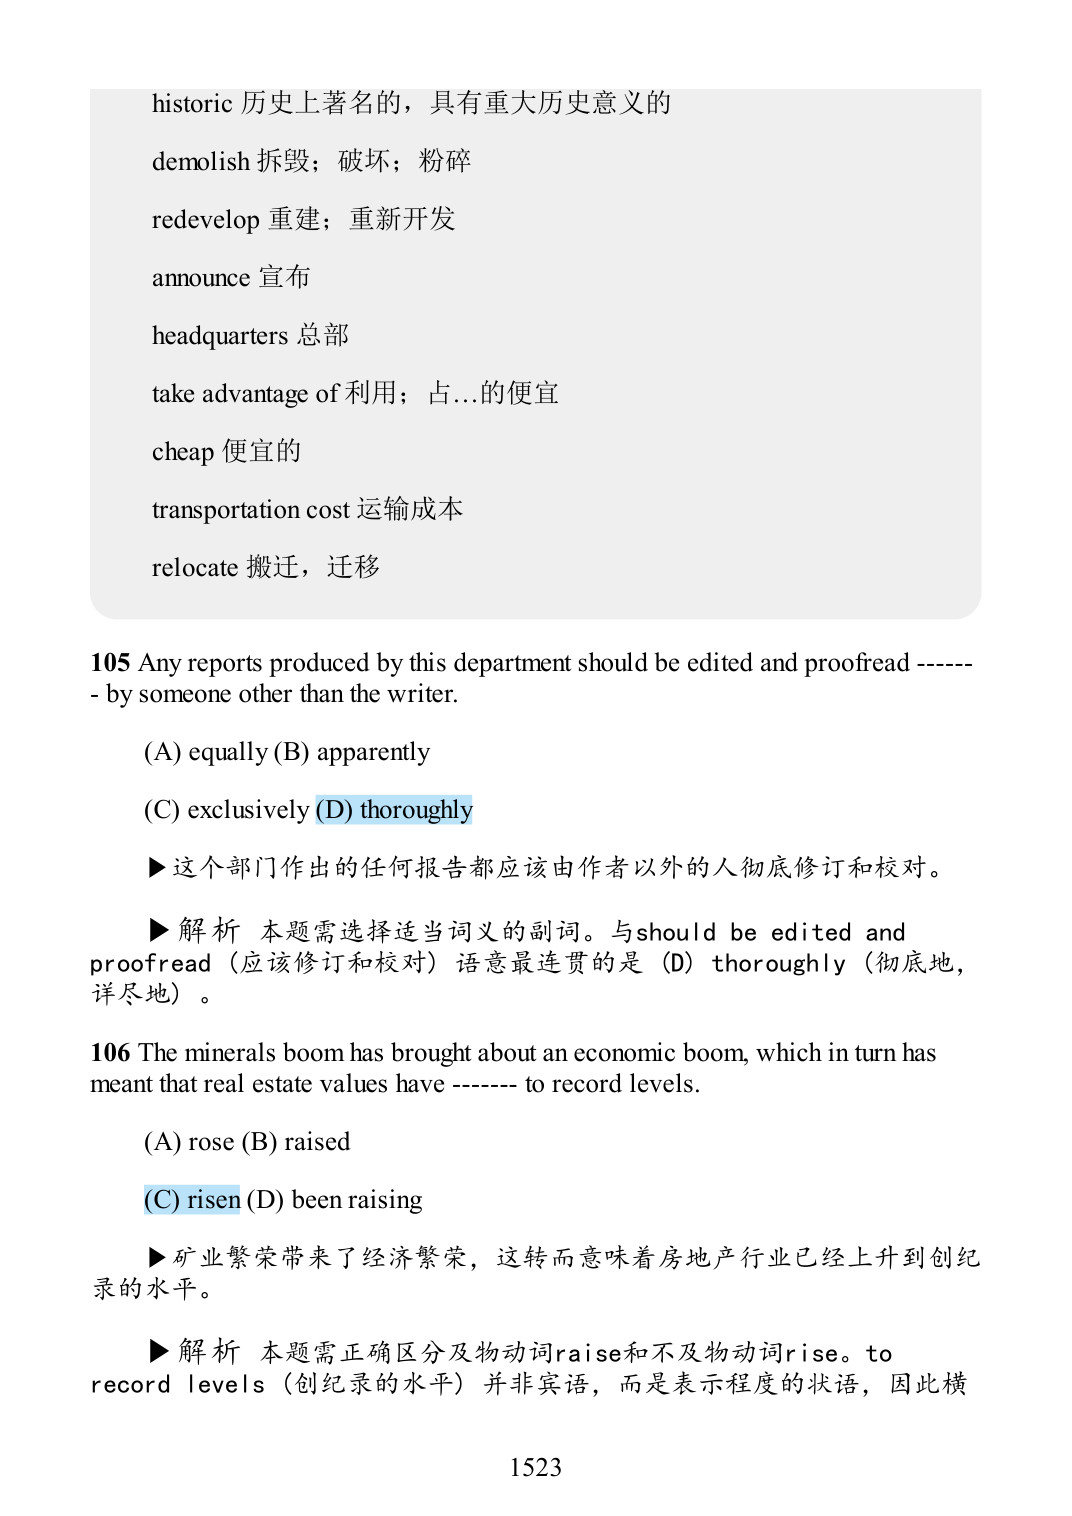 historic 历史上著名的，具有重大历史意义的
demolish 拆毁；破坏；粉碎
redevelop 重建；重新开发
announce 宣布
headquarters 总部
take advantage of 利用；占…的便宜
cheap 便宜的
transportation cost 运输成本
relocate 搬迁，迁移
105 Any reports produced by this department should be edited and proofread ------
- by someone other than the writer.
(A) equally (B) apparently
(C) exclusively (D) thoroughly
▶这个部门作出的任何报告都应该由作者以外的人彻底修订和校对。
▶解析 本题需选择适当词义的副词。与should be edited and
proofread（应该修订和校对）语意最连贯的是（D）thoroughly（彻底地，
详尽地）。
106 The minerals boom has brought about an economic boom, which in turn has
meant that real estate values have ------- to record levels.
(A) rose (B) raised
(C) risen (D) been raising
▶矿业繁荣带来了经济繁荣，这转而意味着房地产行业已经上升到创纪
录的水平。
▶解析 本题需正确区分及物动词raise和不及物动词rise。to
record levels（创纪录的水平）并非宾语，而是表示程度的状语，因此横
1523